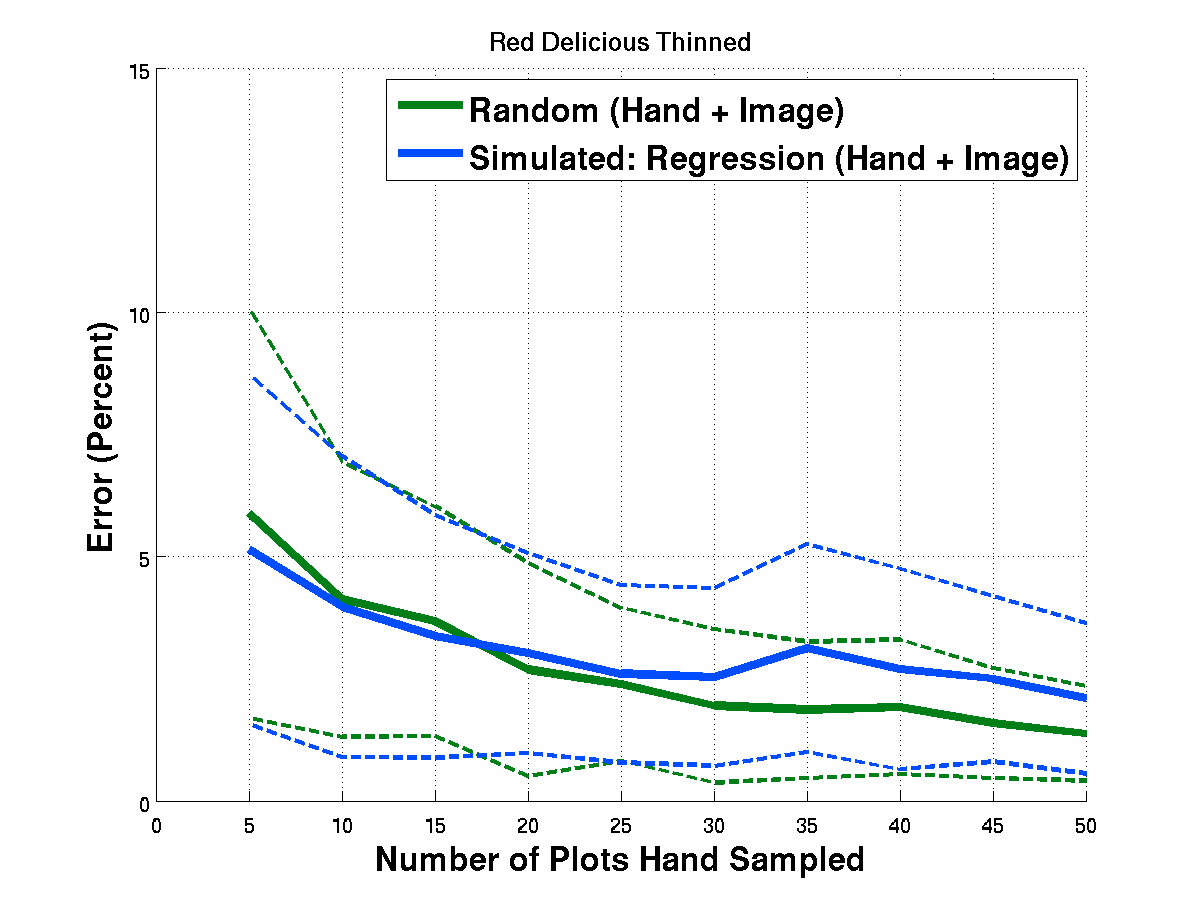 Red Delicious Thinned
15
Random (Hand + Image)
Simulated: Regression (Hand + Image)
10
5
0
Error (Percent)
0 5 10 15 20 25 30 35 40 45 50
Number of Plots Hand Sampled